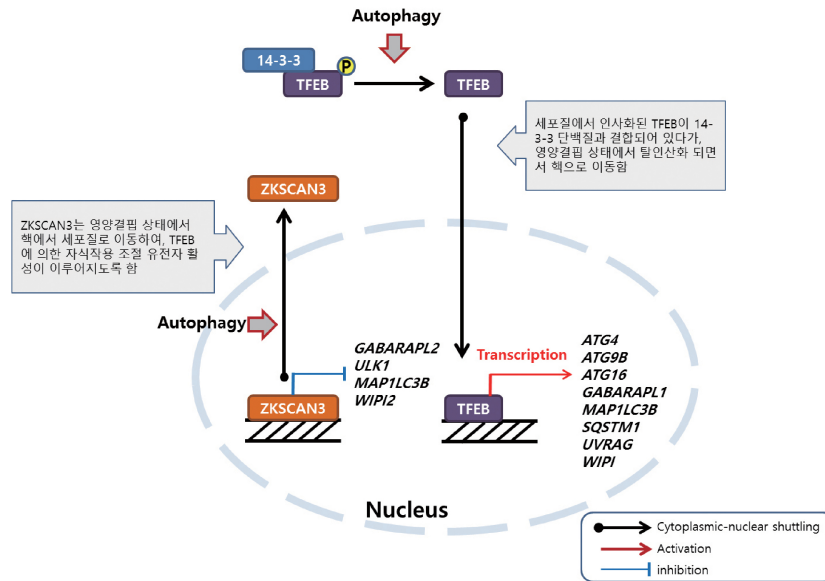 Autophagy
14-3-3
P
TFEB
TFEB
세포질에서 인사화된 TFEB이 14-
3-3 단백질과 결합되어 있다가,
영양결핍 상태에서 탈인산화 되면
서 핵으로 이동함
ZKSCAN3
ZKSCAN3는 영양결핍 상태에서
핵에서 세포질로 이동하여, TFEB
에 의한 자식작용 조절 유전자 활
성이 이루어지도록 함
Autophagy
GABARAPL2
ULK1
MAP1LC3B
WIPI2
ZKSCAN3
Transcription
TFEB
ATG4
ATG9B
ATG16
GABARAPL1
MAP1LC3B
SQSTM1
UVRAG
WIPI
Nucleus
Cytoplasmic-nuclear shuttling
Activation
inhibition